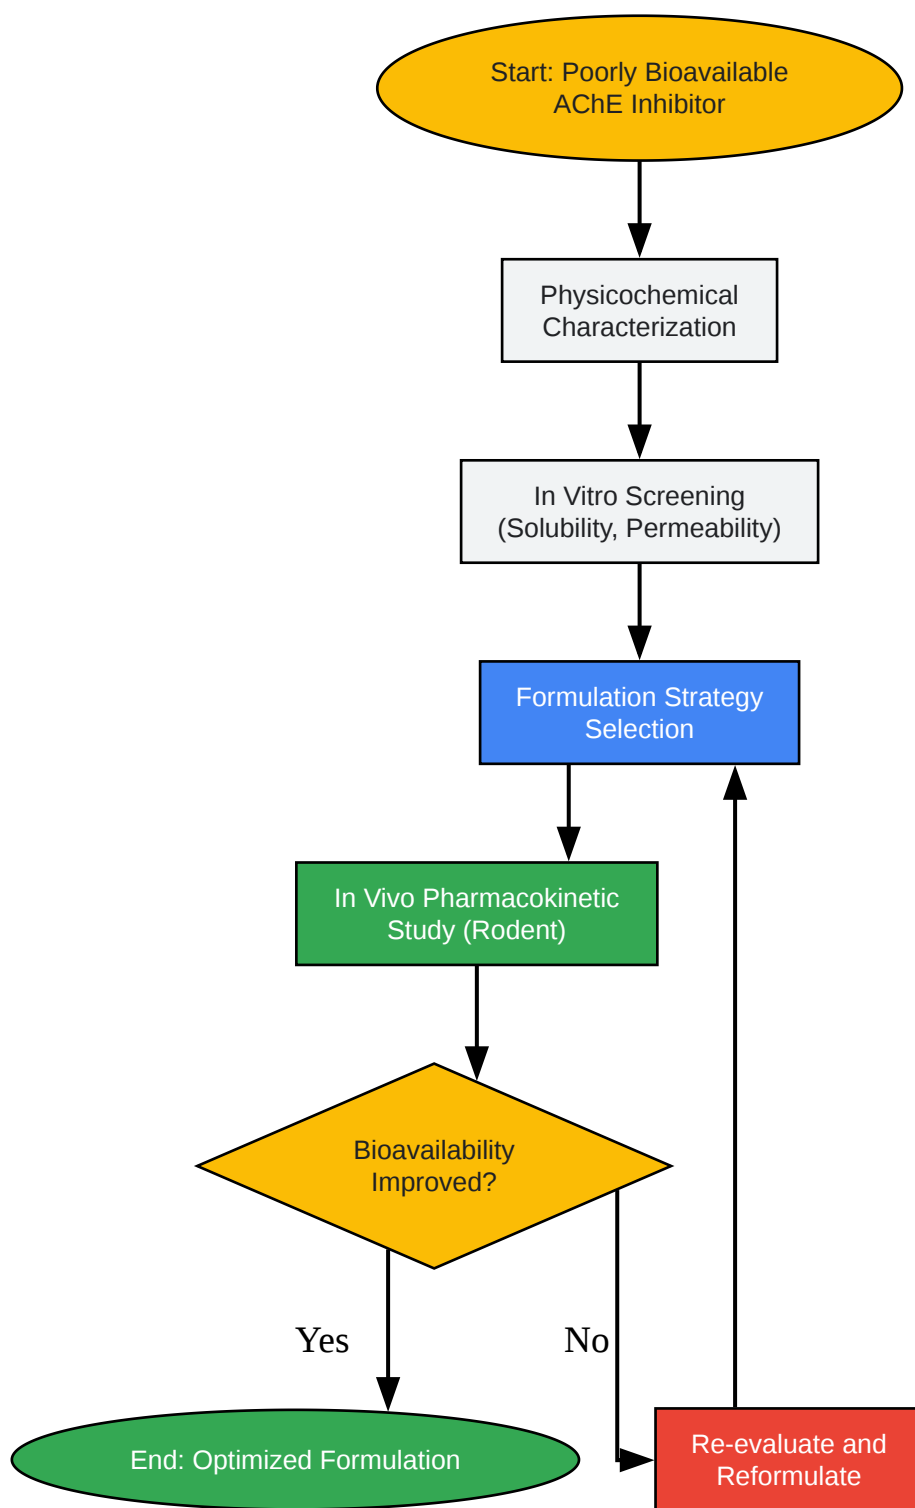 Start: Poorly Bioavailable
AChE Inhibitor
Physicochemical
Characterization
In Vitro Screening
(Solubility, Permeability)
Formulation Strategy
Selection
In Vivo Pharmacokinetic
Study (Rodent)
Bioavailability
Improved?
Yes
No
End: Optimized Formulation
Re-evaluate and
Reformulate